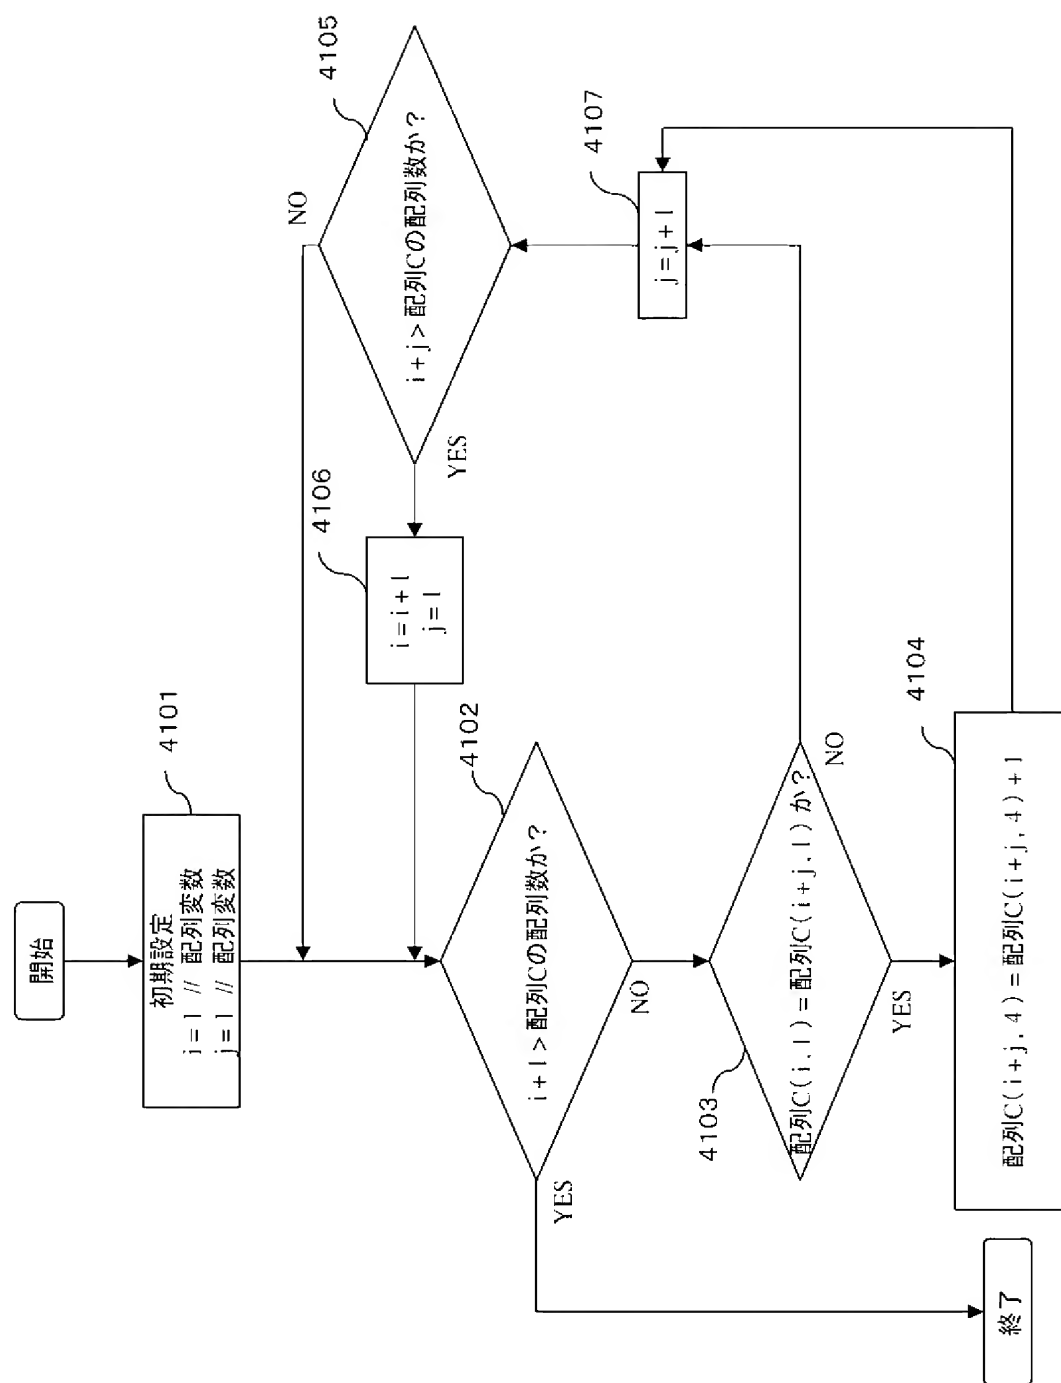 開始
4101
初期設定
i = 1 // 配列変数
j = 1 // 配列変数
4102
i + 1 > 配列Cの配列数か?
YES
NO
4103
配列C(i, 1) = 配列C(i+j, 1) か?
NO
YES
4104
配列C(i+j, 4) = 配列C(i+j, 4) + 1
4105
i + j > 配列Cの配列数か?
NO
YES
4106
i = i + 1
j = 1
4107
j = j + 1
終了